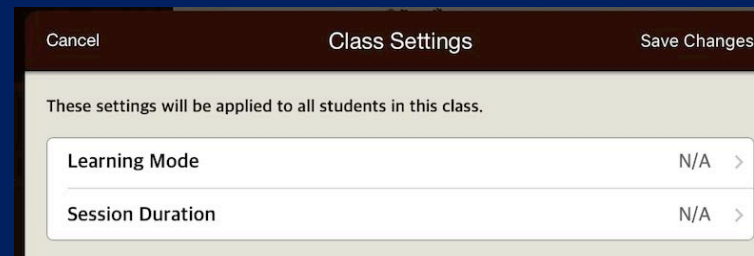 Cancel Class Settings Save Changes
These settings will be applied to all students in this class.
Learning Mode N/A >
Session Duration N/A >